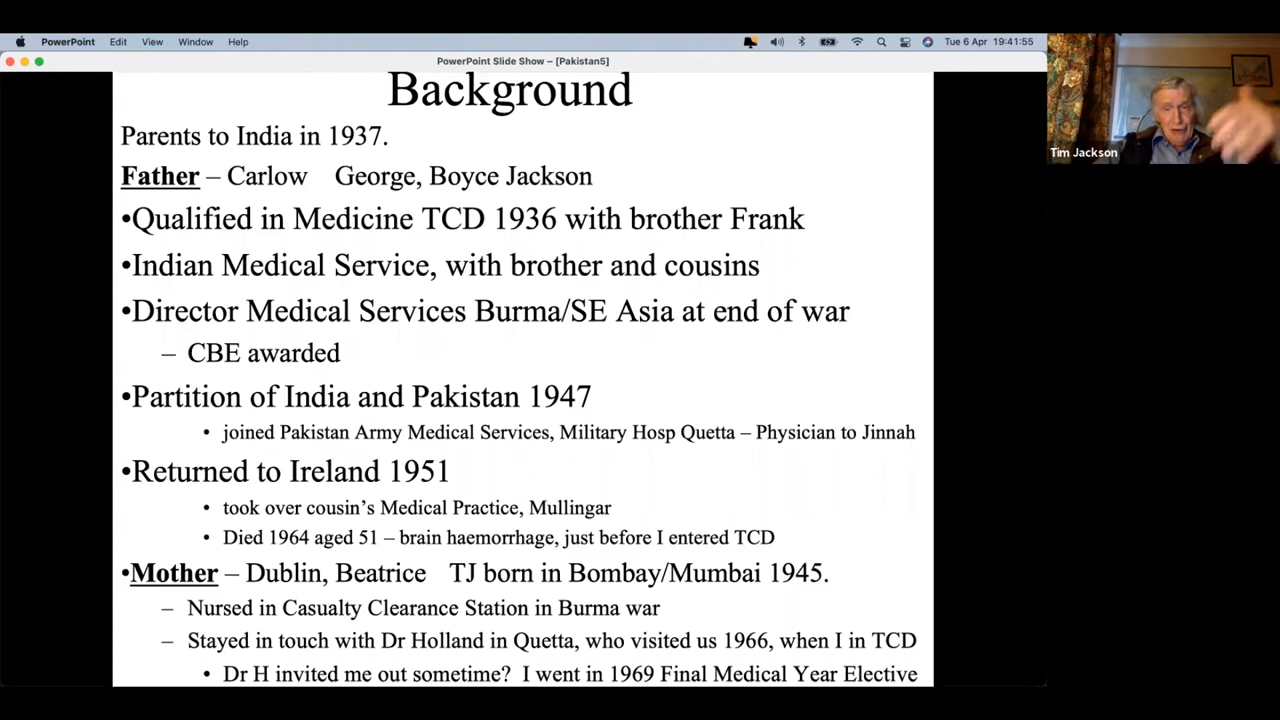 PowerPoint Edit View Window Help Tue 6 Apr 19:41:55
PowerPoint Slide Show – [Pakistan5]
Background
Parents to India in 1937.
Father – Carlow George, Boyce Jackson
•Qualified in Medicine TCD 1936 with brother Frank
•Indian Medical Service, with brother and cousins
•Director Medical Services Burma/SE Asia at end of war
– CBE awarded
•Partition of India and Pakistan 1947
• joined Pakistan Army Medical Services, Military Hosp Quetta – Physician to Jinnah
•Returned to Ireland 1951
• took over cousin’s Medical Practice, Mullingar
• Died 1964 aged 51 – brain haemorrhage, just before I entered TCD
•Mother – Dublin, Beatrice TJ born in Bombay/Mumbai 1945.
– Nursed in Casualty Clearance Station in Burma war
– Stayed in touch with Dr Holland in Quetta, who visited us 1966, when I in TCD
• Dr H invited me out sometime? I went in 1969 Final Medical Year Elective
Tim Jackson